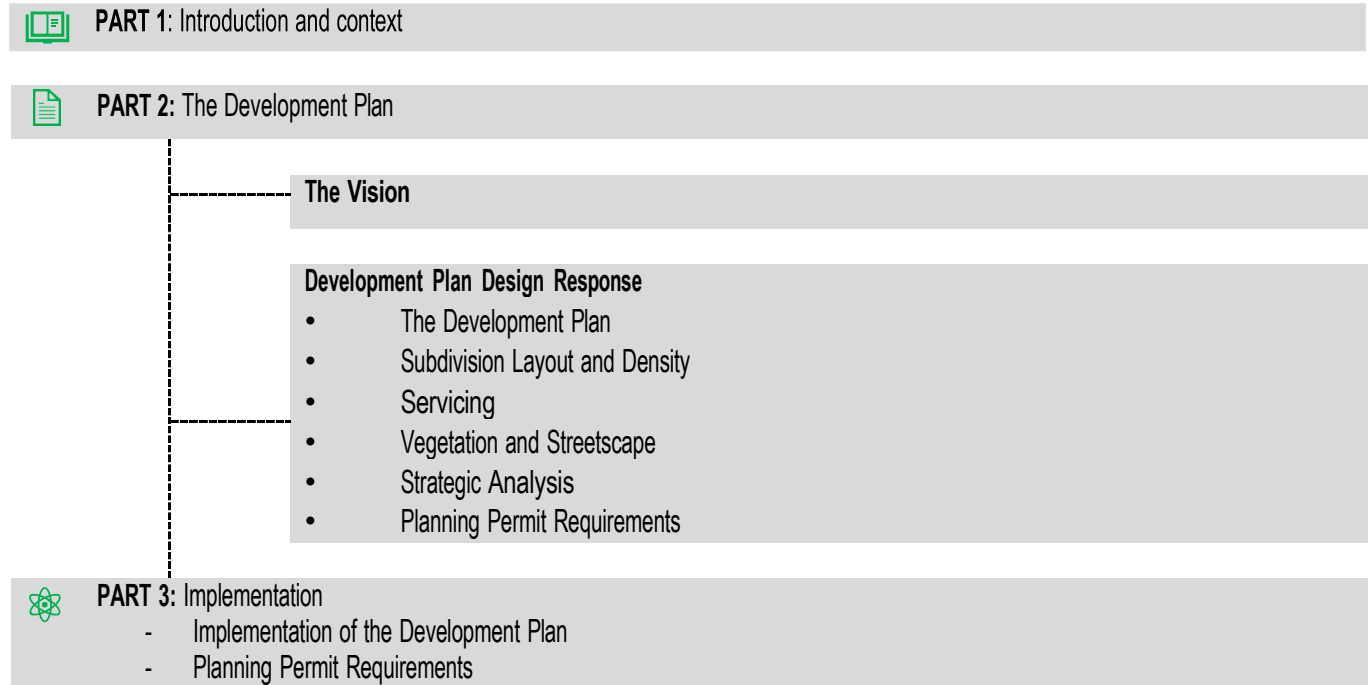 PART 1: Introduction and context
PART 2: The Development Plan
The Vision
Development Plan Design Response
• The Development Plan
• Subdivision Layout and Density
• Servicing
• Vegetation and Streetscape
• Strategic Analysis
• Planning Permit Requirements
PART 3: Implementation
- Implementation of the Development Plan
- Planning Permit Requirements